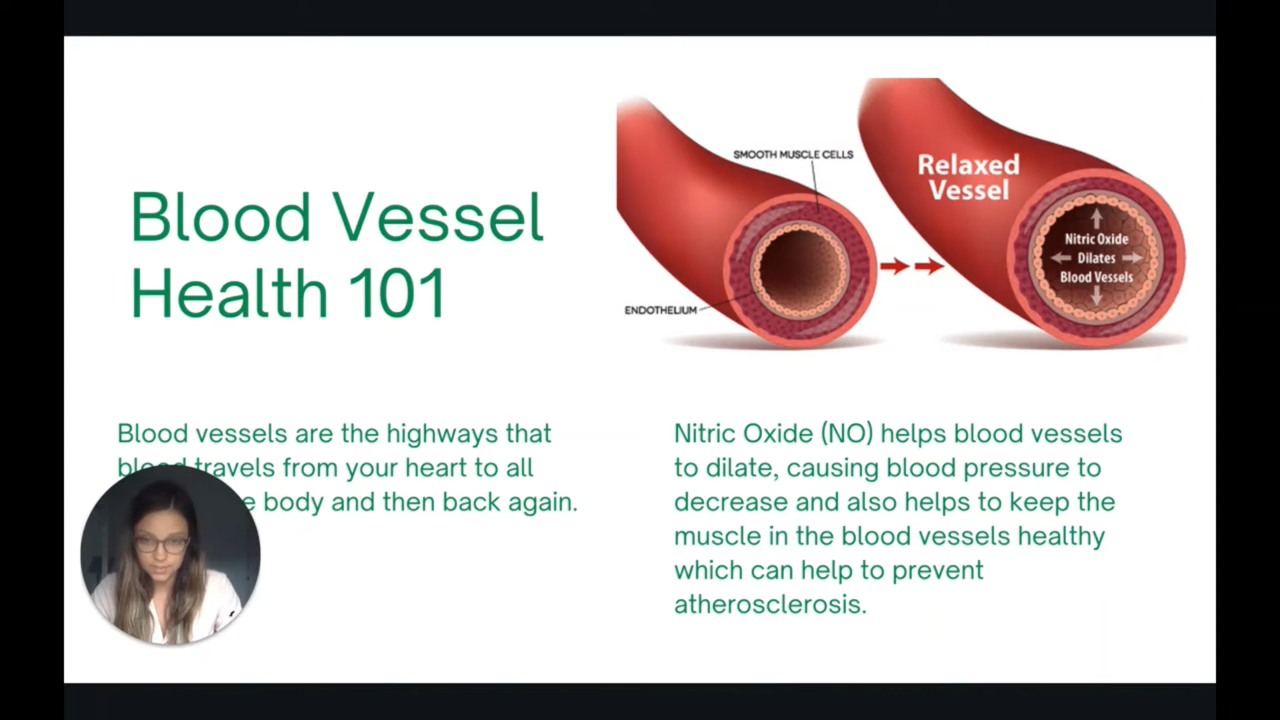 Blood Vessel
Health 101
SMOOTH MUSCLE CELLS
ENDOTHELIUM
Relaxed
Vessel
Nitric Oxide
Dilates
Blood Vessels
Blood vessels are the highways that
blood travels from your heart to all
body and then back again.
Nitric Oxide (NO) helps blood vessels
to dilate, causing blood pressure to
decrease and also helps to keep the
muscle in the blood vessels healthy
which can help to prevent
atherosclerosis.